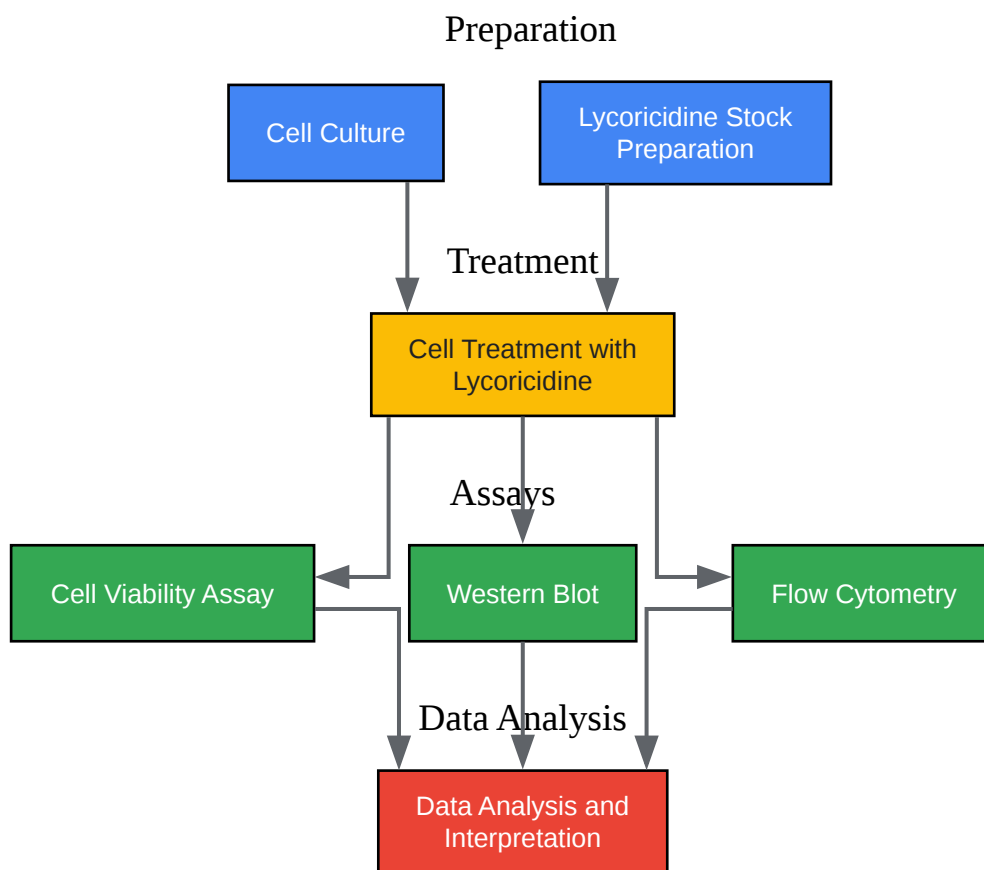 Preparation
Cell Culture
Lycoricidine Stock
Preparation
Treatment
Cell Treatment with
Lycoricidine
Assays
Cell Viability Assay
Western Blot
Flow Cytometry
Data Analysis
Data Analysis and
Interpretation